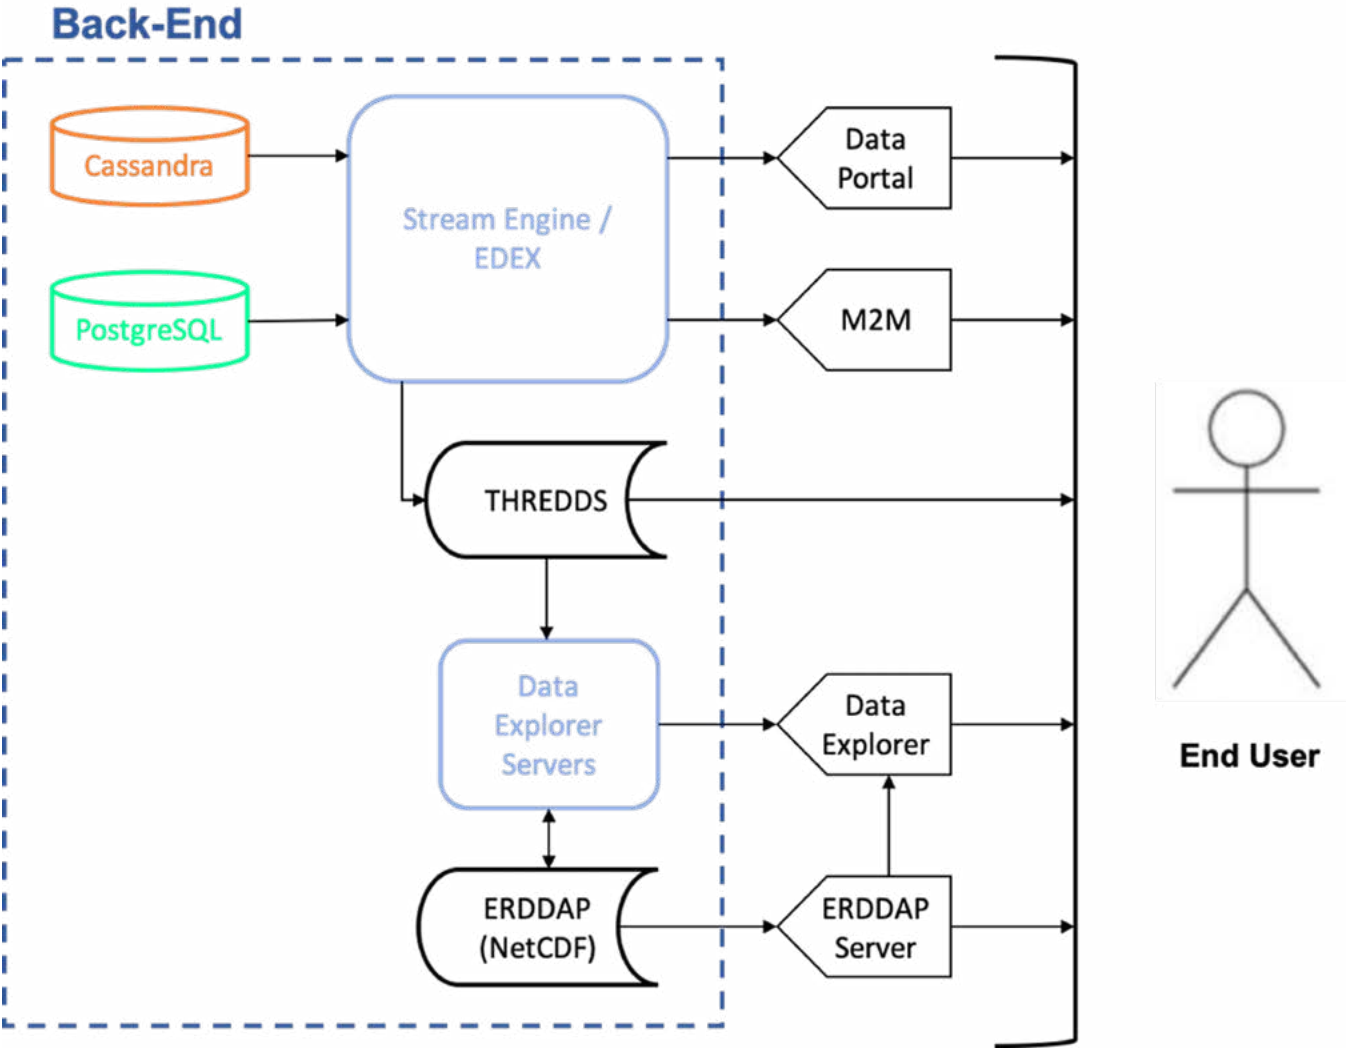 Back-End
Cassandra
Stream Engine /
EDEX
Data
Portal
PostgreSQL
M2M
THREDDS
Data
Explorer
Servers
Data
Explorer
End User
ERDDAP
(NetCDF)
ERDDAP
Server